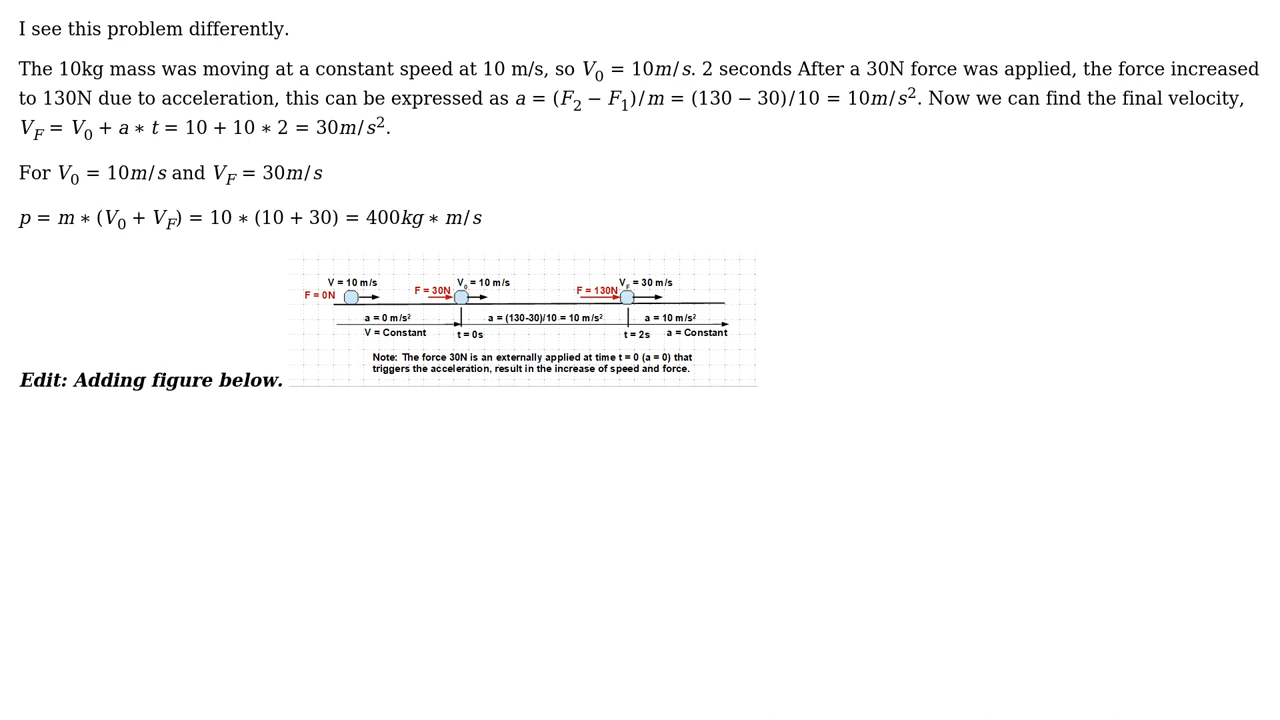 I see this problem differently.
The 10kg mass was moving at a constant speed at 10 m/s, so V₀ = 10m/s. 2 seconds After a 30N force was applied, the force increased
to 130N due to acceleration, this can be expressed as a = (F₂ − F₁)/m = (130 − 30)/10 = 10m/s². Now we can find the final velocity,
V_F = V₀ + a ∗ t = 10 + 10 ∗ 2 = 30m/s².
For V₀ = 10m/s and V_F = 30m/s
p = m ∗ (V₀ + V_F) = 10 ∗ (10 + 30) = 400kg ∗ m/s
V = 10 m/s
F = 0N
F = 30N
V₀ = 10 m/s
F = 130N
V_F = 30 m/s
a = 0 m/s²
a = (130-30)/10 = 10 m/s²
a = 10 m/s²
V = Constant
t = 0s
t = 2s
a = Constant
Note: The force 30N is an externally applied at time t = 0 (a = 0) that
triggers the acceleration, result in the increase of speed and force.
Edit: Adding figure below.